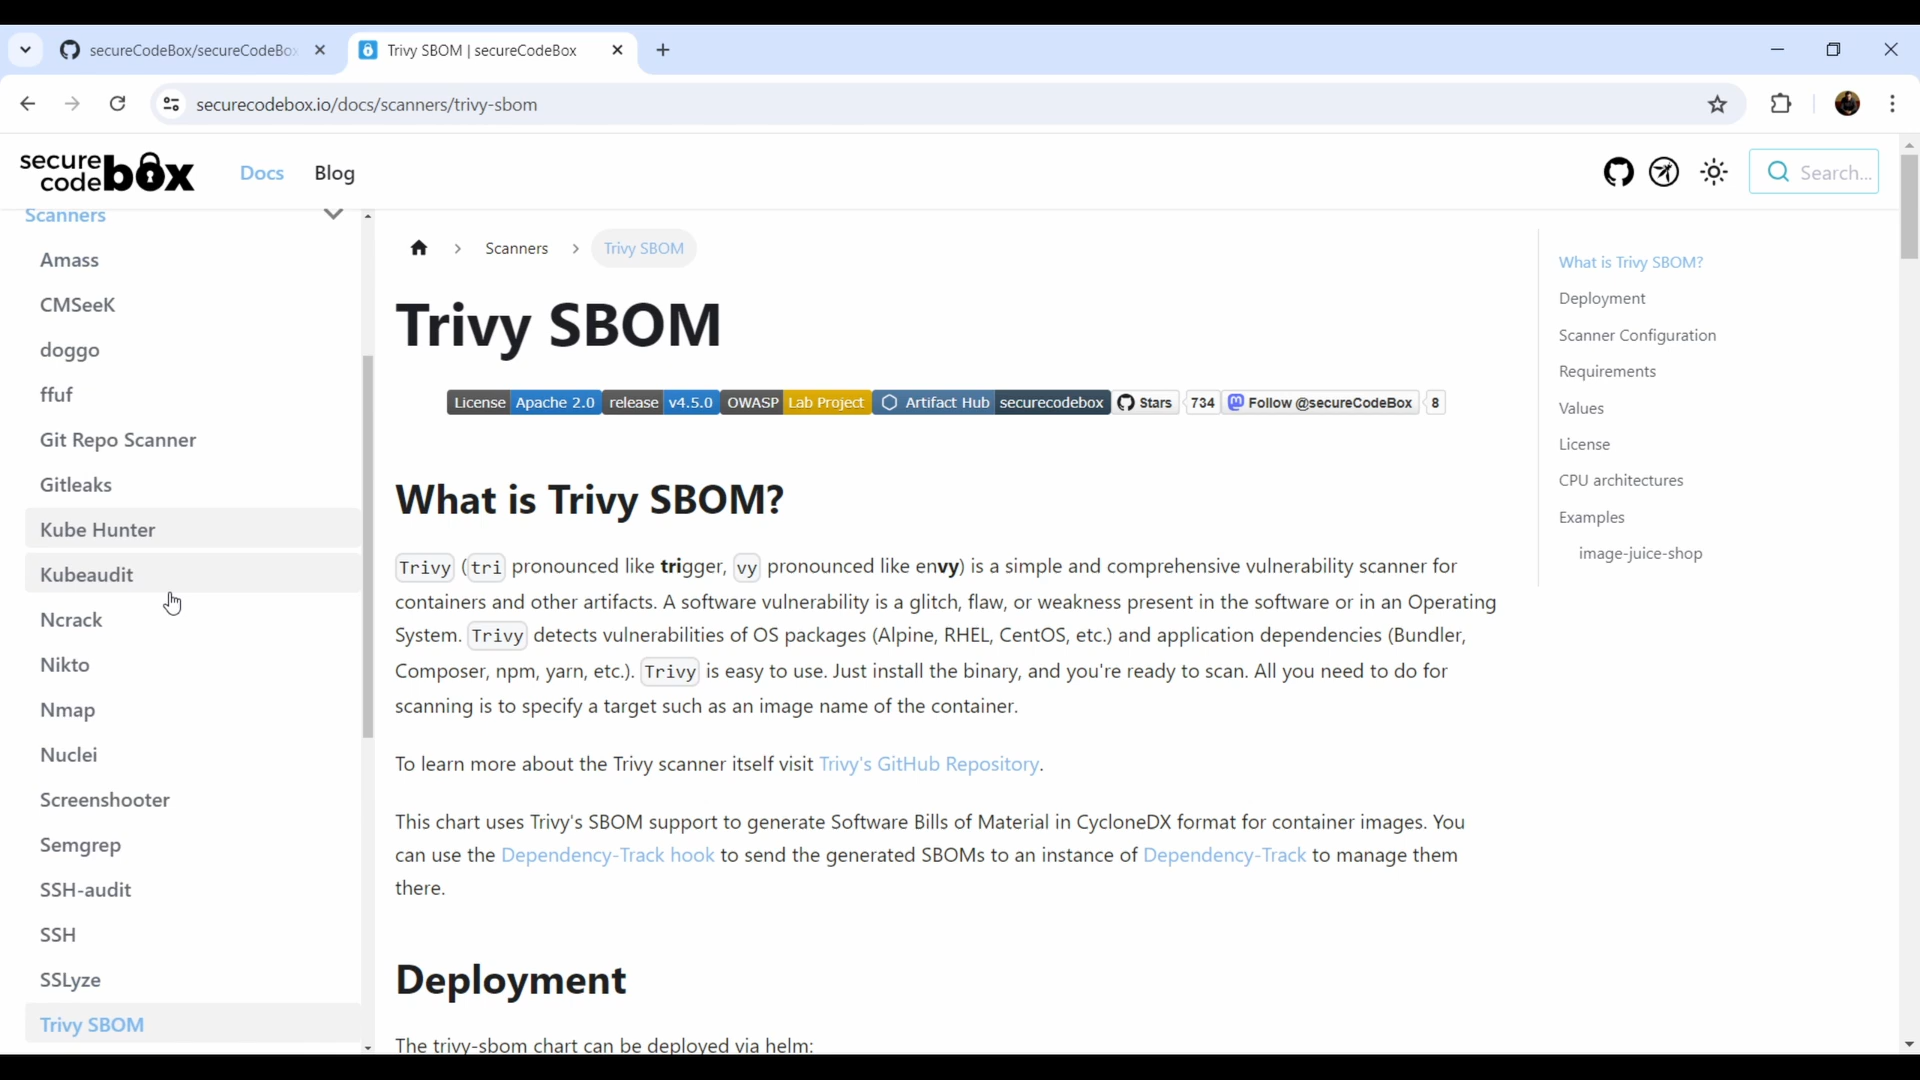 secureCodeBox/secureCodeBox
Trivy SBOM | secureCodeBox
securecodebox.io/docs/scanners/trivy-sbom
secure
code box
Docs
Blog
Search...
Scanners
Amass
CMSeeK
doggo
ffuf
Git Repo Scanner
Gitleaks
Kube Hunter
Kubeaudit
Ncrack
Nikto
Nmap
Nuclei
Screenshooter
Semgrep
SSH-audit
SSH
SSLyze
Trivy SBOM
Scanners > Trivy SBOM
Trivy SBOM
License Apache 2.0 release v4.5.0 OWASP Lab Project Artifact Hub securecodebox Stars 734 Follow @secureCodeBox 8
What is Trivy SBOM?
Trivy (tri pronounced like trigger, vy pronounced like envy) is a simple and comprehensive vulnerability scanner for
containers and other artifacts. A software vulnerability is a glitch, flaw, or weakness present in the software or in an Operating
System. Trivy detects vulnerabilities of OS packages (Alpine, RHEL, CentOS, etc.) and application dependencies (Bundler,
Composer, npm, yarn, etc.). Trivy is easy to use. Just install the binary, and you're ready to scan. All you need to do for
scanning is to specify a target such as an image name of the container.
To learn more about the Trivy scanner itself visit Trivy's GitHub Repository.
This chart uses Trivy's SBOM support to generate Software Bills of Material in CycloneDX format for container images. You
can use the Dependency-Track hook to send the generated SBOMs to an instance of Dependency-Track to manage them
there.
Deployment
The trivy-sbom chart can be deployed via helm:
What is Trivy SBOM?
Deployment
Scanner Configuration
Requirements
Values
License
CPU architectures
Examples
image-juice-shop